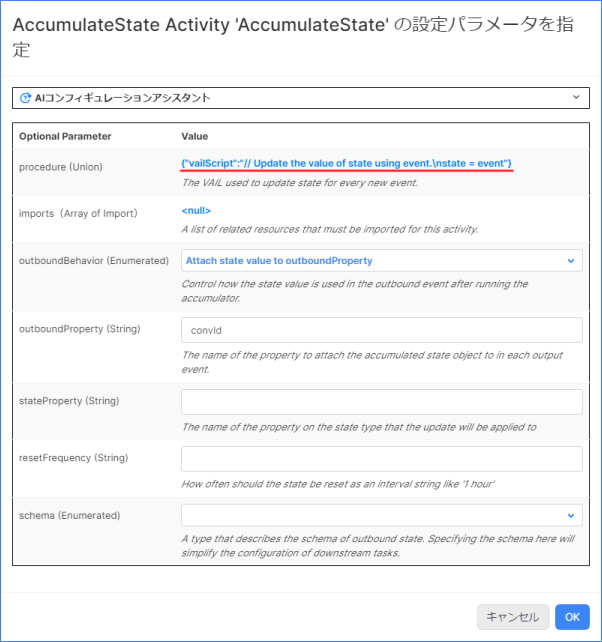 AccumulateState Activity 'AccumulateState' の設定パラメータを指
定
AIコンフィギュレーションアシスタント
Optional Parameter Value
procedure (Union) {"vailScript":"// Update the value of state using event.\nstate = event"}
The VAIL used to update state for every new event.
imports（Array of Import） <null>
A list of related resources that must be imported for this activity.
outboundBehavior (Enumerated) Attach state value to outboundProperty
Control how the state value is used in the outbound event after running the
accumulator.
outboundProperty (String) convId
The name of the property to attach the accumulated state object to in each output
event.
stateProperty (String)
The name of the property on the state type that the update will be applied to
resetFrequency (String)
How often should the state be reset as an interval string like '1 hour'
schema (Enumerated)
A type that describes the schema of outbound state. Specifying the schema here will
simplify the configuration of downstream tasks.
キャンセル OK